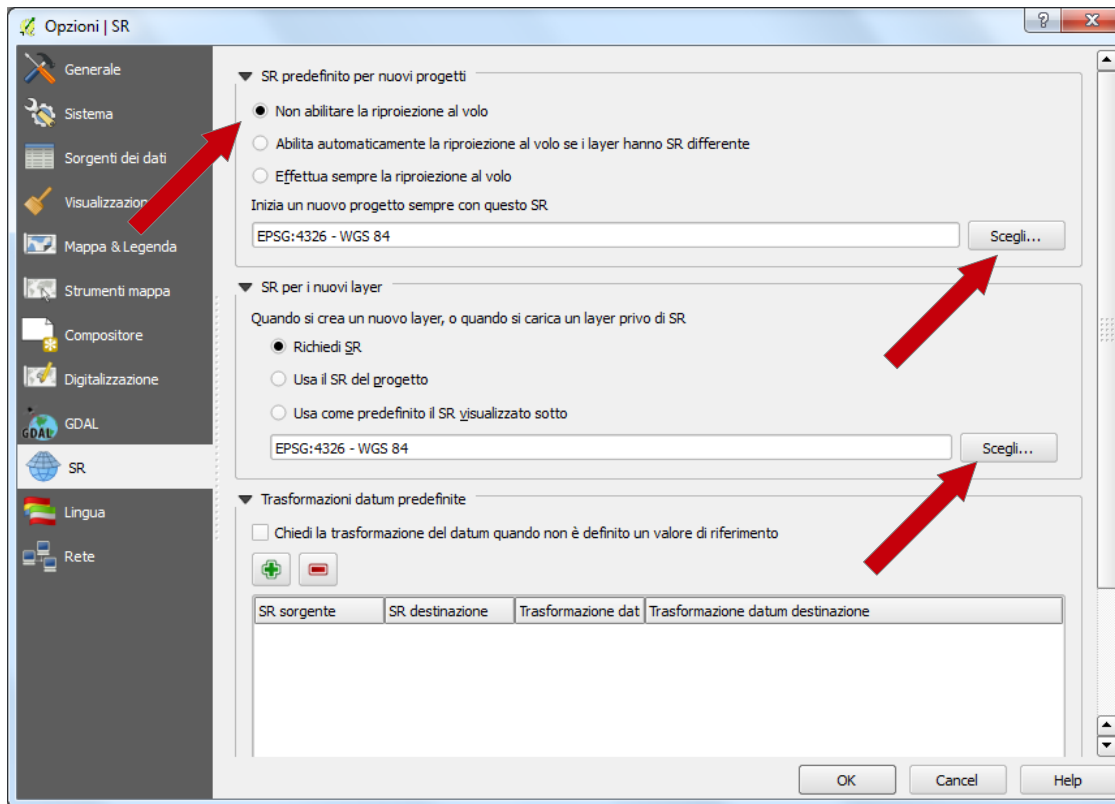 Opzioni | SR
Generale
Sistema
Sorgenti dei dati
Visualizzazion
Mappa & Legenda
Strumenti mappa
Compositore
Digitalizzazione
GDAL
GDAL
SR
Lingua
Rete
SR predefinito per nuovi progetti
Non abilitare la riproiezione al volo
Abilita automaticamente la riproiezione al volo se i layer hanno SR differente
Effettua sempre la riproiezione al volo
Inizia un nuovo progetto sempre con questo SR
EPSG:4326 - WGS 84
Scegli...
SR per i nuovi layer
Quando si crea un nuovo layer, o quando si carica un layer privo di SR
Richiedi SR
Usa il SR del progetto
Usa come predefinito il SR visualizzato sotto
EPSG:4326 - WGS 84
Scegli...
Trasformazioni datum predefinite
Chiedi la trasformazione del datum quando non è definito un valore di riferimento
SR sorgente SR destinazione Trasformazione dat Trasformazione datum destinazione
OK Cancel Help